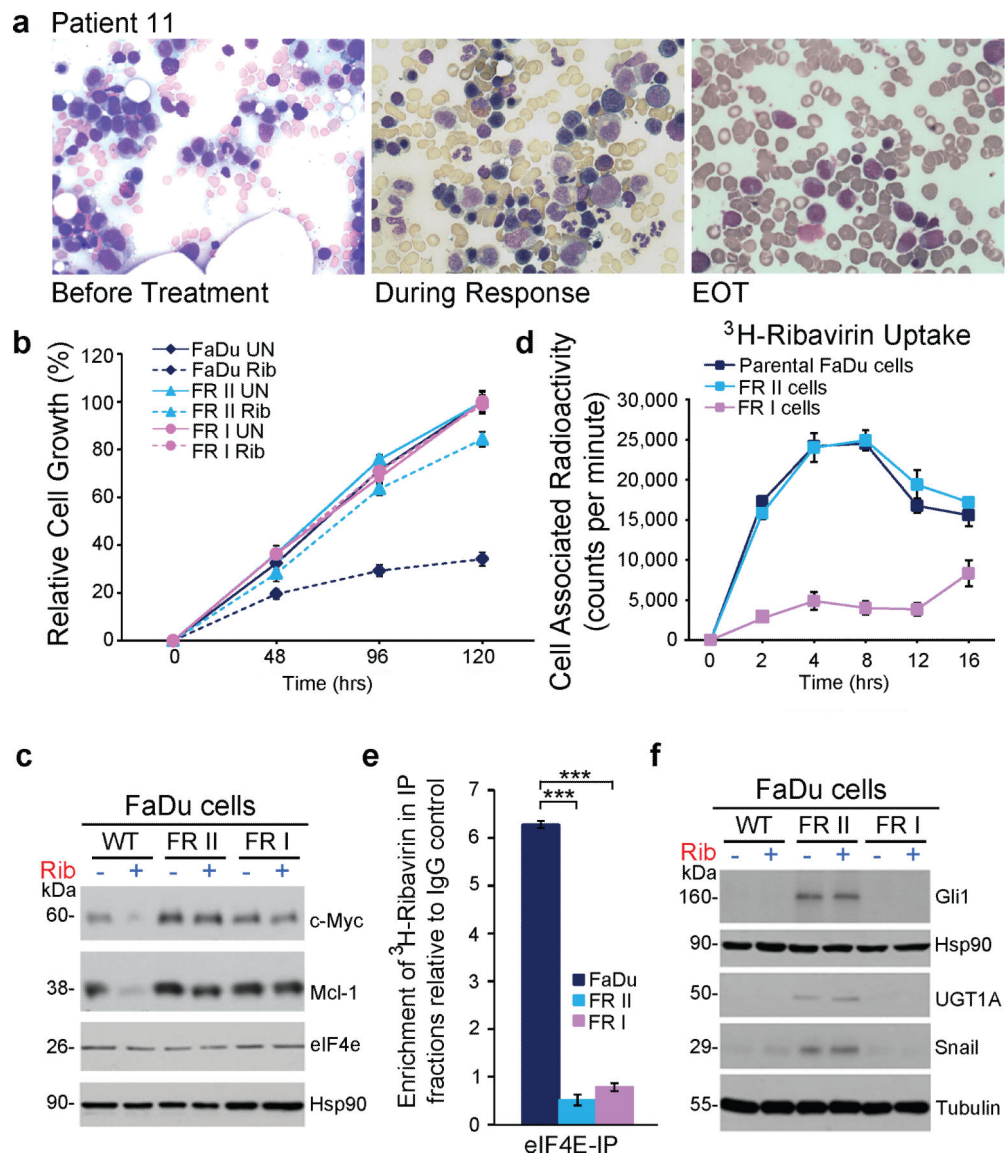 a Patient 11
Before Treatment
During Response
EOT
b
Relative Cell Growth (%)
120
100
80
60
40
20
0
FaDu UN
FaDu Rib
FR II UN
FR II Rib
FR I UN
FR I Rib
0 48 96 120
Time (hrs)
d
³H-Ribavirin Uptake
Parental FaDu cells
FR II cells
FR I cells
Cell Associated Radioactivity
(counts per minute)
30,000
25,000
20,000
15,000
10,000
5,000
0
0 2 4 8 12 16
Time (hrs)
c
FaDu cells
WT FR II FR I
Rib - + - + - +
kDa
60- c-Myc
38- Mcl-1
26- eIF4e
90- Hsp90
e
Enrichment of ³H-Ribavirin in IP
fractions relative to IgG control
7
6
5
4
3
2
1
0
***
***
FaDu
FR II
FR I
eIF4E-IP
f
FaDu cells
WT FR II FR I
Rib - + - + - +
kDa
160- Gli1
90- Hsp90
50- UGT1A
29- Snail
55- Tubulin